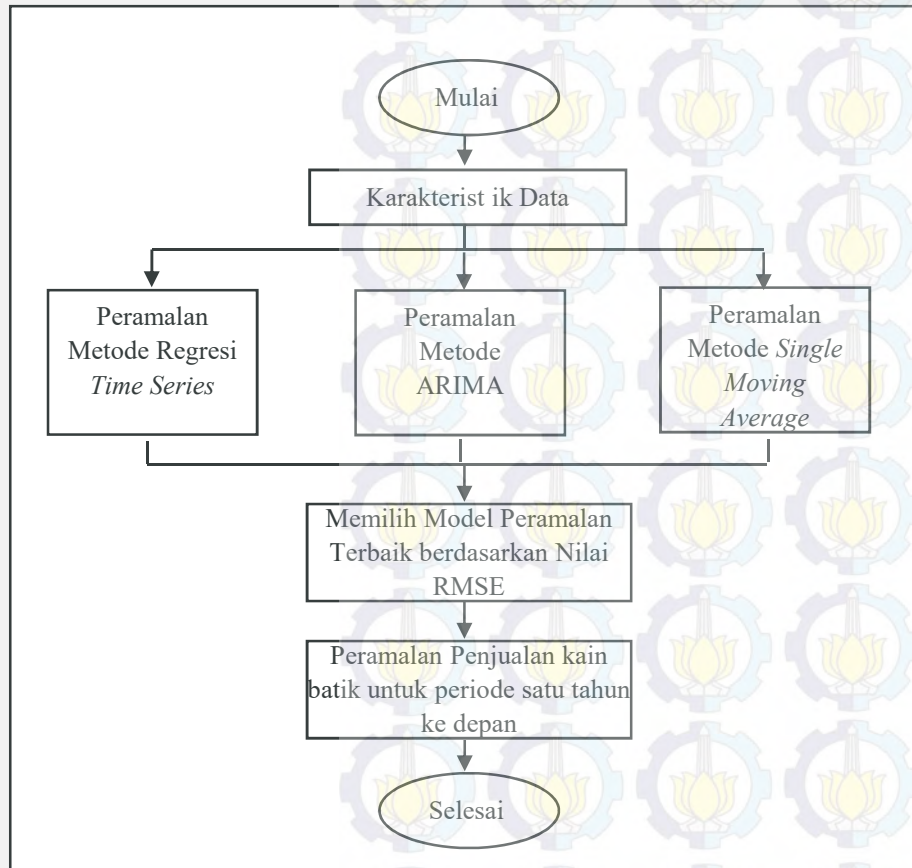 Mulai
Karakterist ik Data
Peramalan
Metode Regresi
Time Series
Peramalan
Metode
ARIMA
Peramalan
Metode Single
Moving
Average
Memilih Model Peramalan
Terbaik berdasarkan Nilai
RMSE
Peramalan Penjualan kain
batik untuk periode satu tahun
ke depan
Selesai